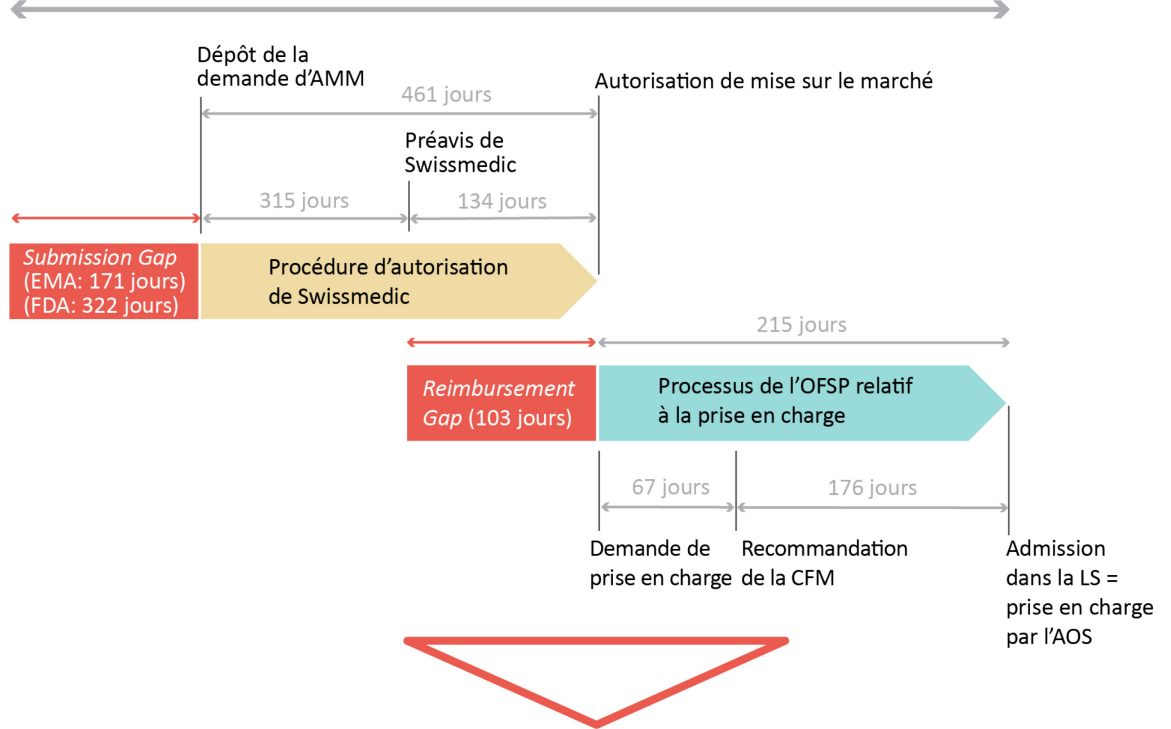 Dépôt de la
demande d’AMM
461 jours
Autorisation de mise sur le marché
Préavis de
Swissmedic
315 jours
134 jours
Submission Gap
(EMA: 171 jours)
(FDA: 322 jours)
Procédure d’autorisation
de Swissmedic
215 jours
Reimbursement
Gap (103 jours)
Processus de l’OFSP relatif
à la prise en charge
67 jours
176 jours
Demande de
prise en charge
Recommandation
de la CFM
Admission
dans la LS =
prise en charge
par l’AOS